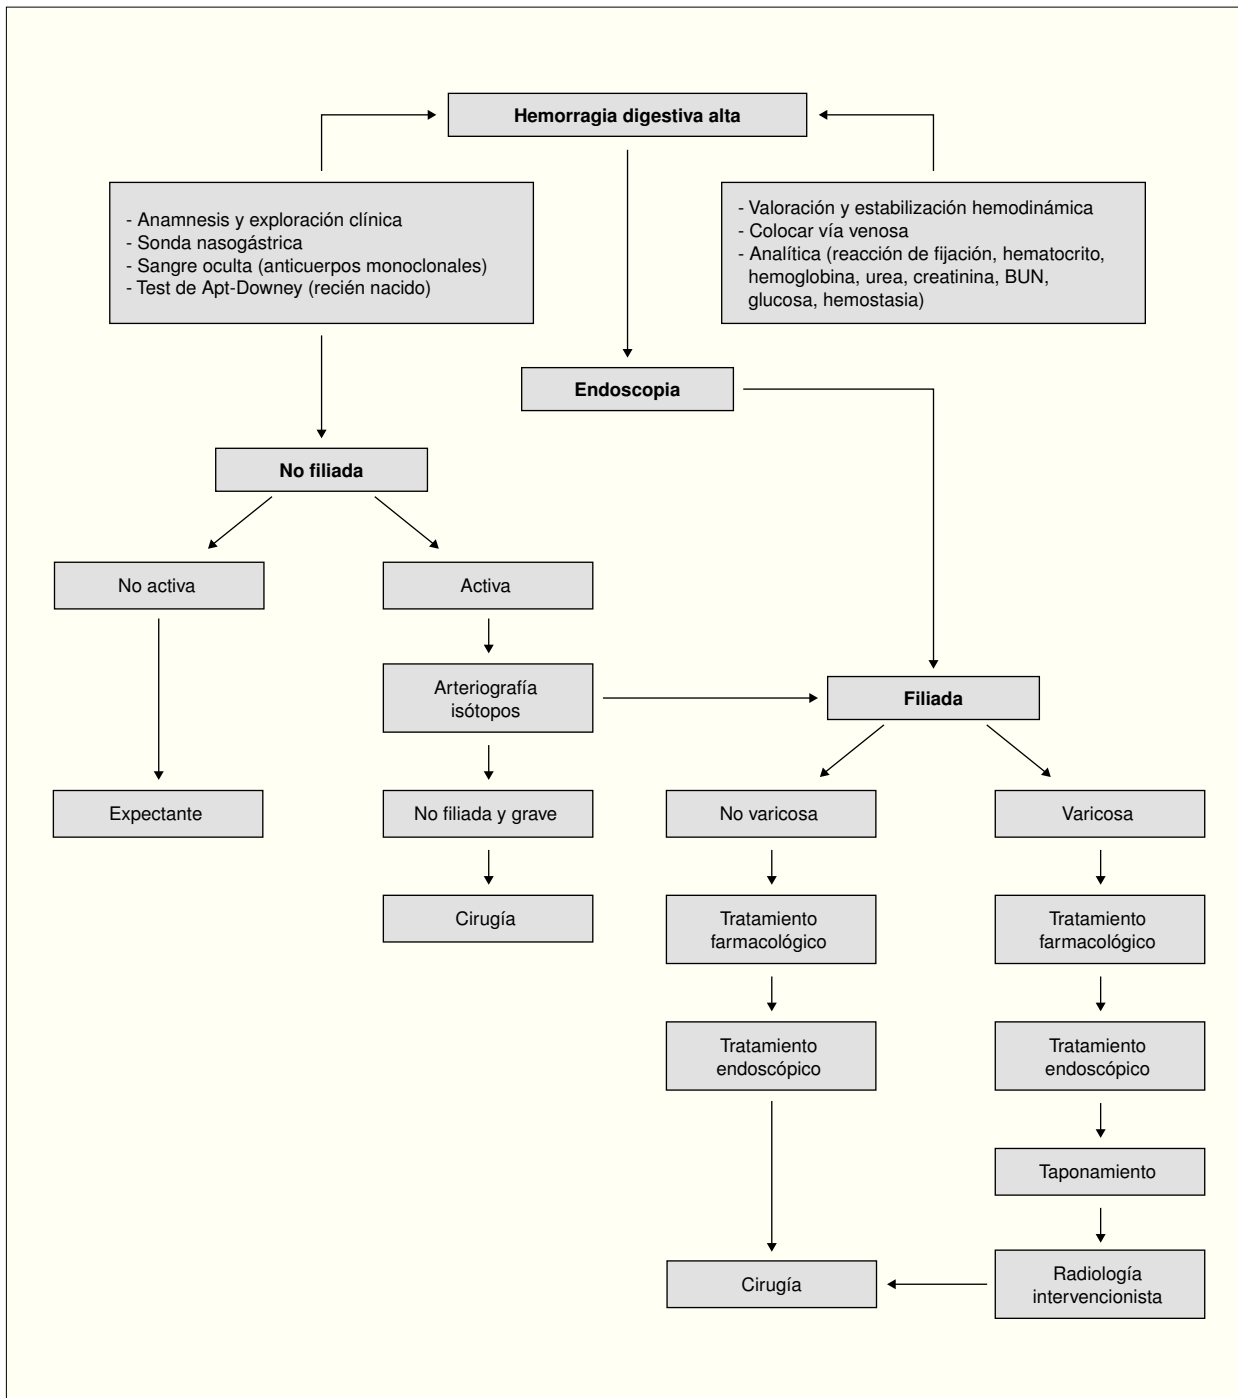 Hemorragia digestiva alta
- Anamnesis y exploración clínica
- Sonda nasogástrica
- Sangre oculta (anticuerpos monoclonales)
- Test de Apt-Downey (recién nacido)
- Valoración y estabilización hemodinámica
- Colocar vía venosa
- Analítica (reacción de fijación, hematocrito,
hemoglobina, urea, creatinina, BUN,
glucosa, hemostasia)
Endoscopia
No filiada
No activa
Activa
Arteriografía
isótopos
Filiada
Expectante
No filiada y grave
No varicosa
Varicosa
Cirugía
Tratamiento
farmacológico
Tratamiento
farmacológico
Tratamiento
endoscópico
Tratamiento
endoscópico
Taponamiento
Cirugía
Radiología
intervencionista